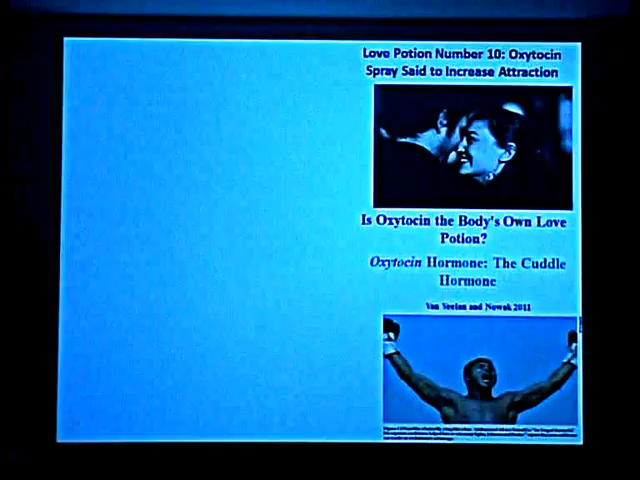 Love Potion Number 10: Oxytocin
Spray Said to Increase Attraction
Is Oxytocin the Body's Own Love
Potion?
Oxytocin Hormone: The Cuddle
Hormone
Van and Nowak 2011